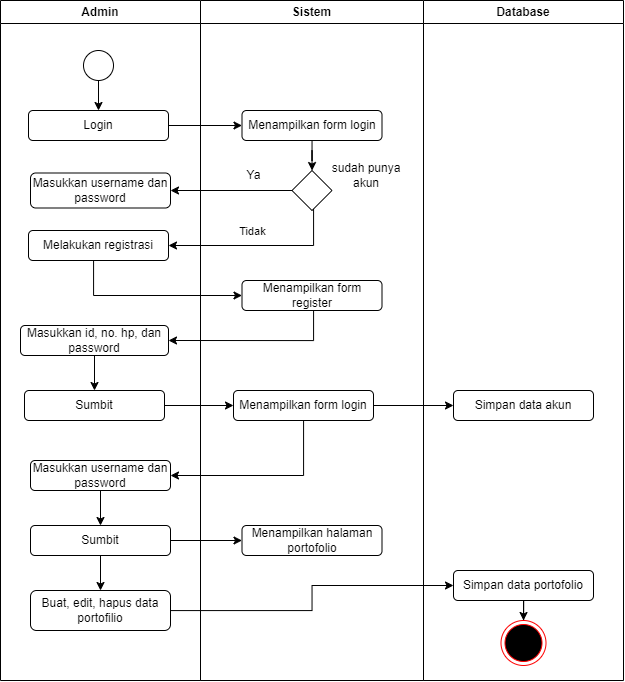 Admin
Sistem
Database
Login
Menampilkan form login
sudah punya
akun
Ya
Masukkan username dan
password
Tidak
Melakukan registrasi
Menampilkan form
register
Masukkan id, no. hp, dan
password
Sumbit
Menampilkan form login
Simpan data akun
Masukkan username dan
password
Sumbit
Menampilkan halaman
portofolio
Buat, edit, hapus data
portofilio
Simpan data portofolio